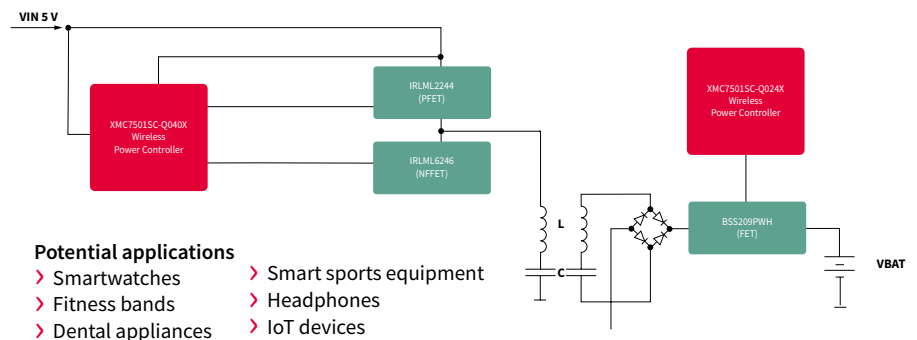 VIN 5 V
XMC7501SC-Q040X
Wireless
Power Controller
IRLML2244
(PFET)
IRLML6246
(NFFET)
XMC7501SC-Q024X
Wireless
Power Controller
BSS209PWH
(FET)
L
C
VBAT
Potential applications
Smartwatches
Fitness bands
Dental appliances
Smart sports equipment
Headphones
IoT devices